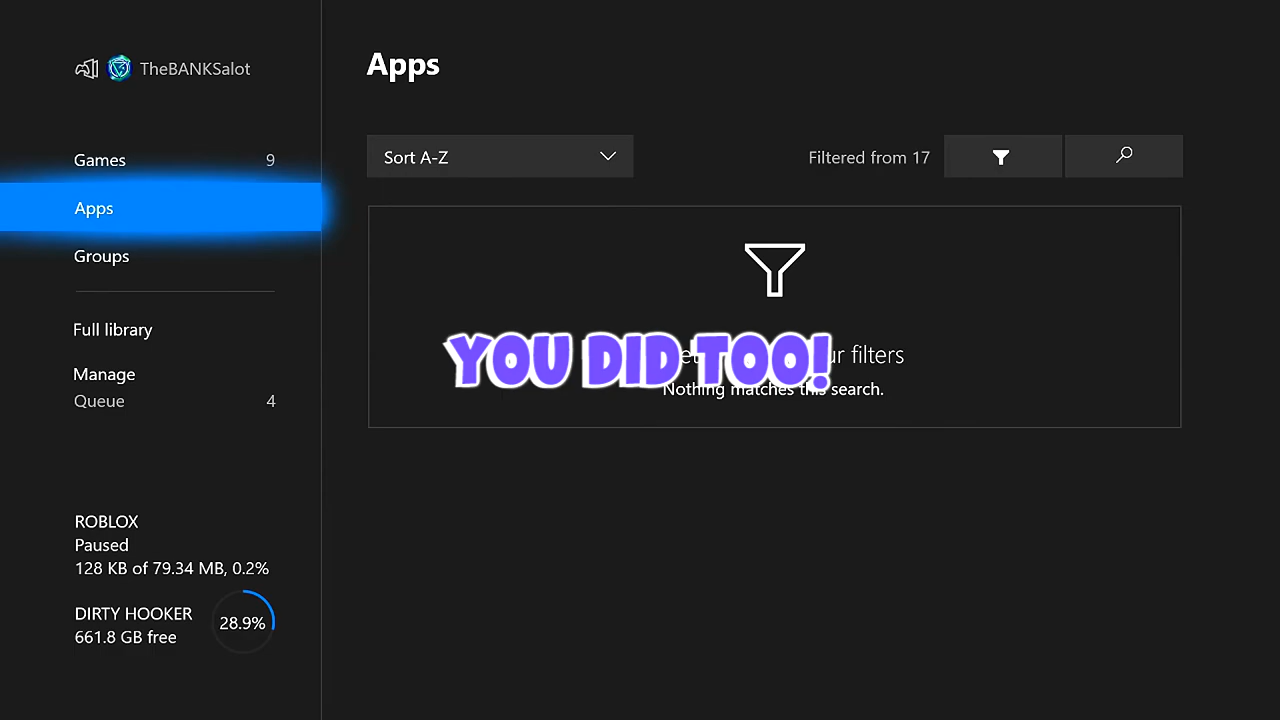 TheBANKSalot
Games 9
Apps
Groups
Full library
Manage
Queue 4
ROBLOX
Paused
128 KB of 79.34 MB, 0.2%
DIRTY HOOKER
661.8 GB free
28.9%
Apps
Sort A-Z
Filtered from 17
YOU DID TOO!
filters
Nothing matches this search.